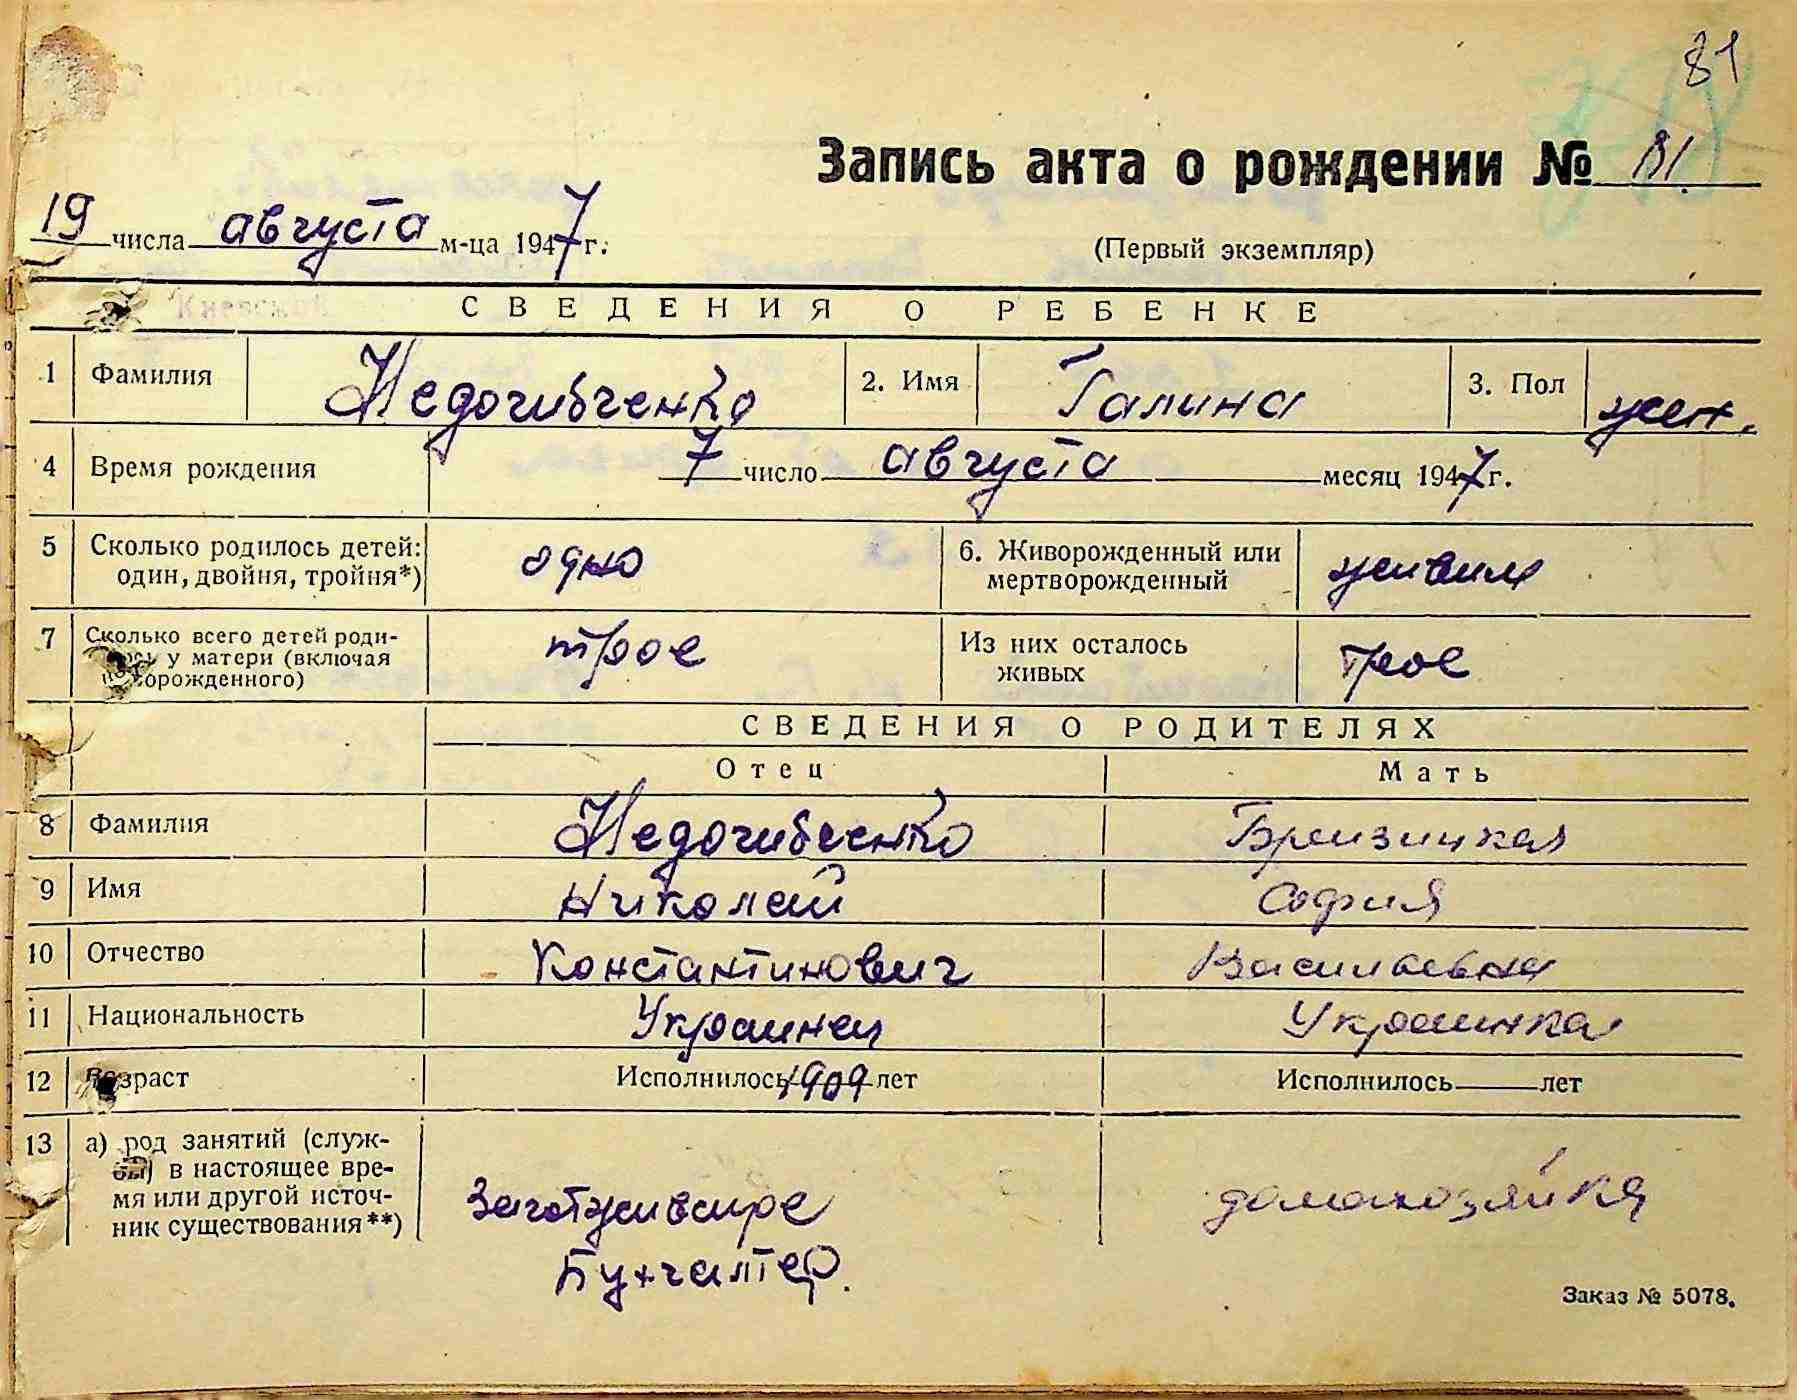 81
Запись акта о рождении № 81.
19 числа августа м-ца 1947 г.
(Первый экземпляр)
Киевской
СВЕДЕНИЯ О РЕБЕНКЕ
1 Фамилия Недогибченко 2. Имя Галина 3. Пол жен.
4 Время рождения 7 число августа месяц 1947 г.
5 Сколько родилось детей: один, двойня, тройня*) одно 6. Живорожденный или мертворожденный живым
7 Сколько всего детей родилось у матери (включая орожденного) трое Из них осталось живых трое
СВЕДЕНИЯ О РОДИТЕЛЯХ
Отец Мать
8 Фамилия Недогибченко
9 Имя Николай София
10 Отчество Константинович Васильевна
11 Национальность Украинец Украинка
12 Возраст Исполнилось 1909 лет Исполнилось лет
13 а) род занятий (службы) в настоящее время или другой источник существования**) домохозяйка
Бухгалтер.
Заказ № 5078.